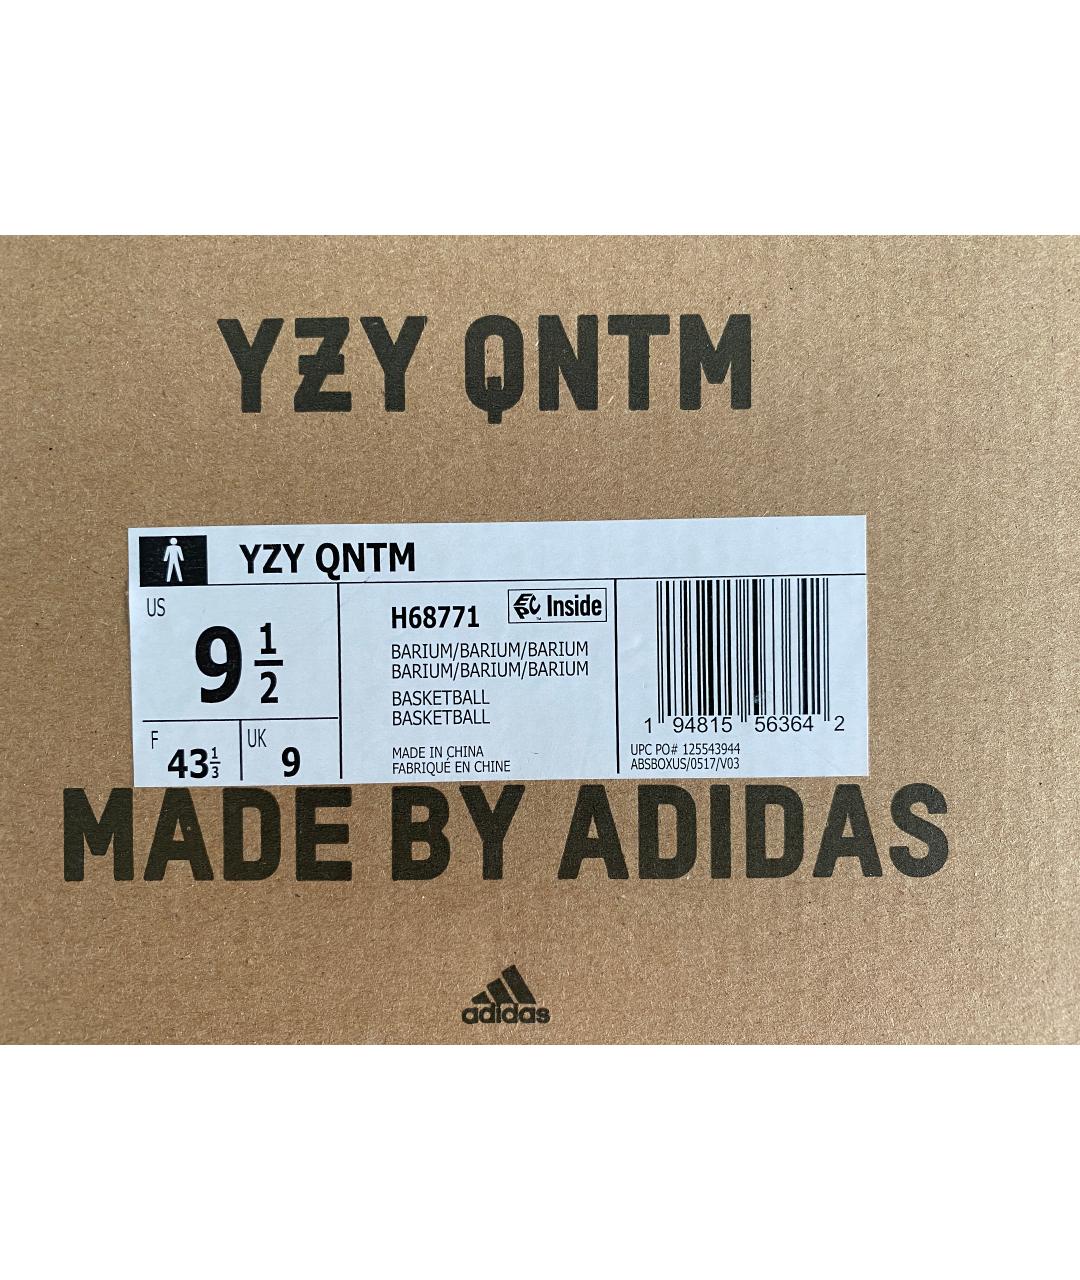 YZY QNTM
YZY QNTM
US
9 1/2
F
43 1/3
UK
9
H68771
EPC Inside
BARIUM/BARIUM/BARIUM
BARIUM/BARIUM/BARIUM
BASKETBALL
BASKETBALL
MADE IN CHINA
FABRIQUÉ EN CHINE
1 94815 56364 2
UPC PO# 125543944
ABSBOXUS/0517/V03
MADE BY ADIDAS
adidas